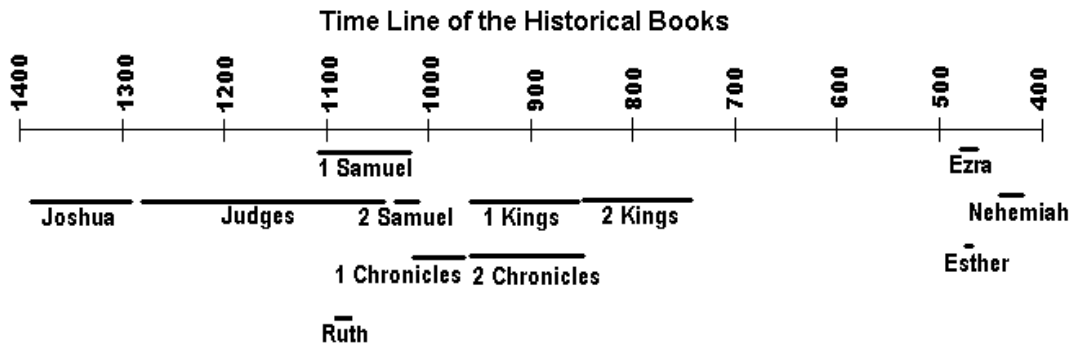 Time Line of the Historical Books
1400 1300 1200 1100 1000 900 800 700 600 500 400
1 Samuel Ezra
Joshua Judges 2 Samuel 1 Kings 2 Kings Nehemiah
1 Chronicles 2 Chronicles Esther
Ruth